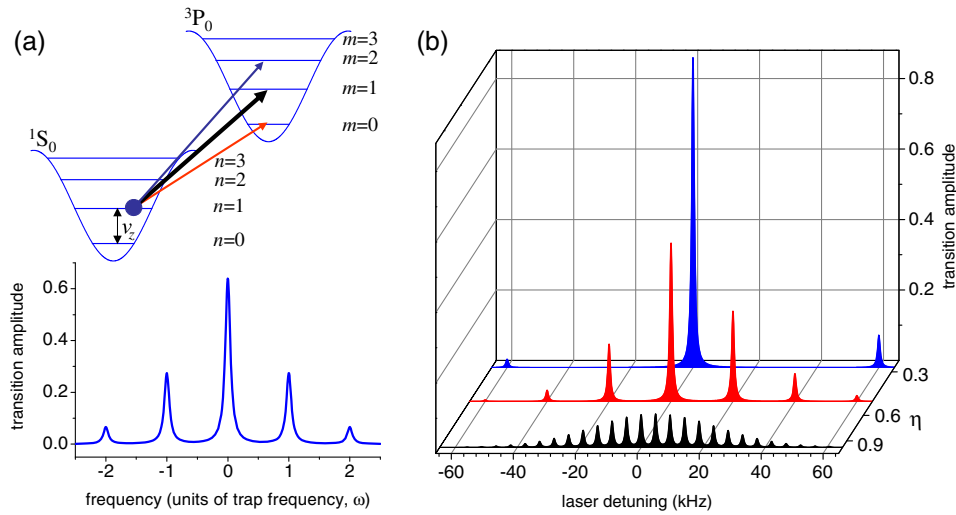 (a)
³P₀
m=3
m=2
m=1
m=0
¹S₀
n=3
n=2
n=1
n=0
ν_z
transition amplitude
0.6
0.4
0.2
0.0
-2 -1 0 1 2
frequency (units of trap frequency, ω)
(b)
0.8
0.6
0.4
0.2
transition amplitude
0.3
0.6
0.9
η
-60 -40 -20 0 20 40 60
laser detuning (kHz)